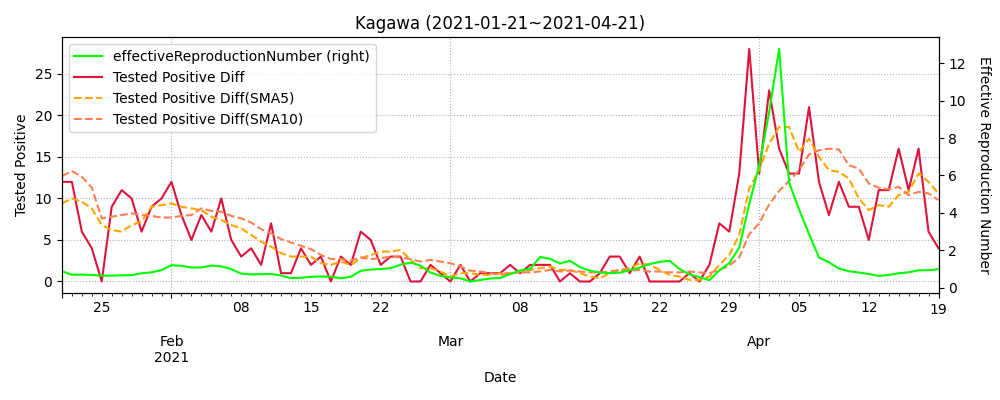 Kagawa (2021-01-21~2021-04-21)
effectiveReproductionNumber (right)
Tested Positive Diff
Tested Positive Diff(SMA5)
Tested Positive Diff(SMA10)
Tested Positive
25
20
15
10
5
0
Effective Reproduction Number
12
10
8
6
4
2
0
25 08 15 22 08 15 22 29 05 12 19
Feb Mar Apr
2021
Date